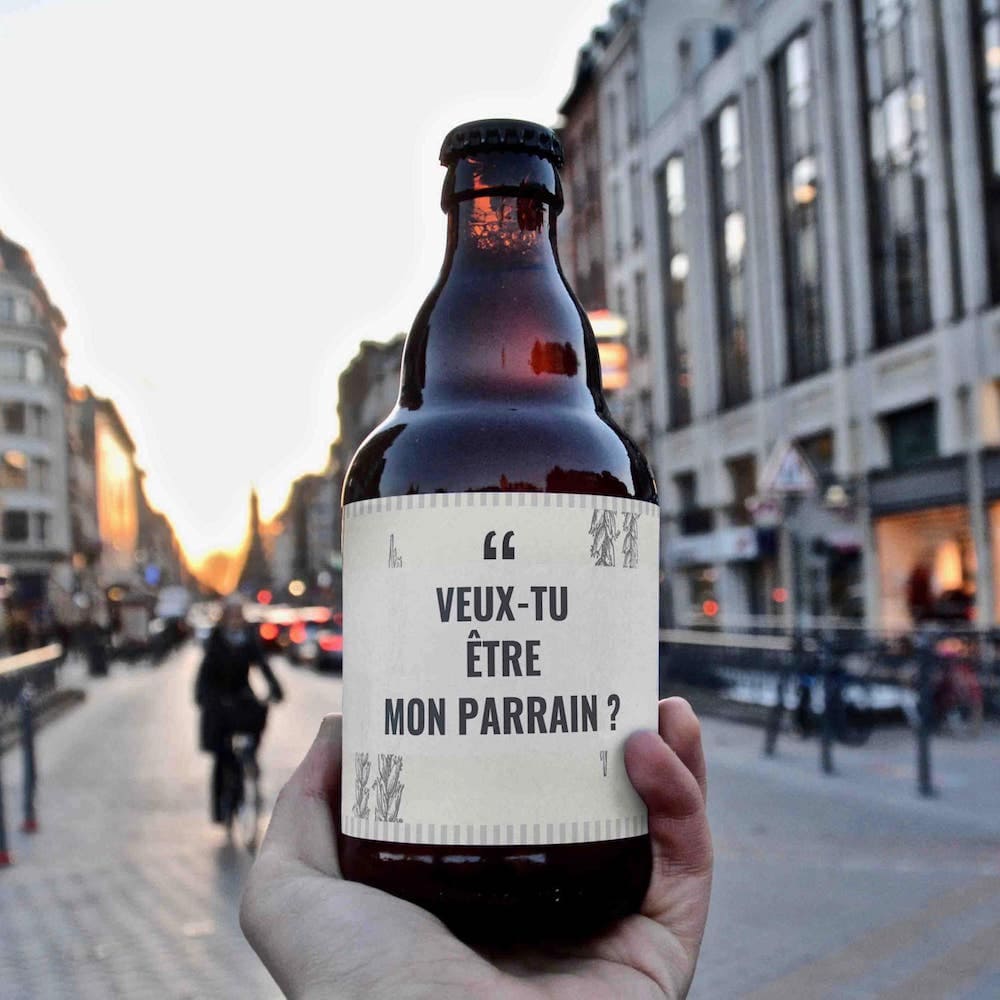 “
VEUX-TU
ÊTRE
MON PARRAIN ?